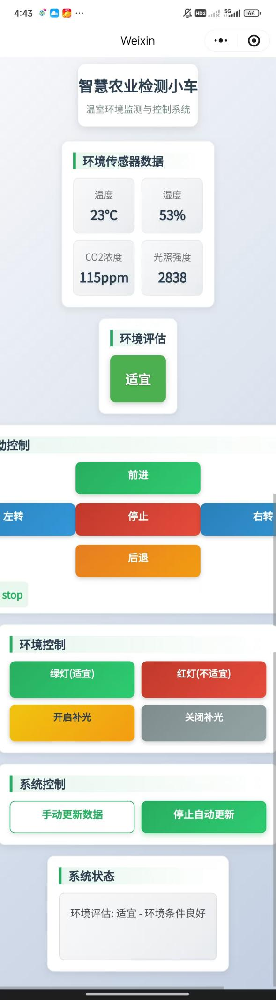 4:43
HD2
5G
66
Weixin
智慧农业检测小车
温室环境监测与控制系统
环境传感器数据
温度
湿度
23℃
53%
CO2浓度
光照强度
115ppm
2838
环境评估
适宜
动控制
前进
左转
停止
右转
后退
stop
环境控制
绿灯(适宜)
红灯(不适宜)
开启补光
关闭补光
系统控制
手动更新数据
停止自动更新
系统状态
环境评估: 适宜 - 环境条件良好